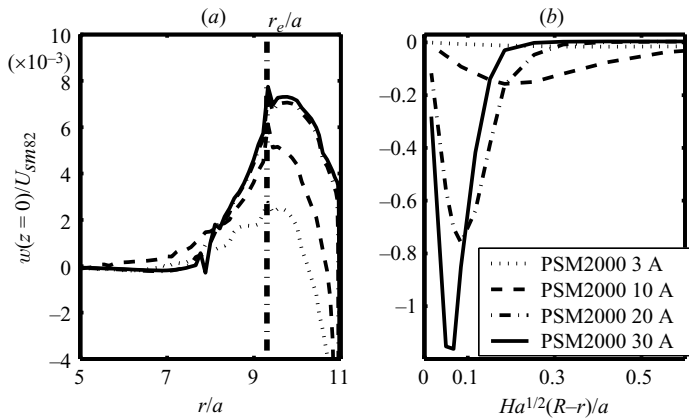 (a)
r_e/a
(b)
10
(×10⁻³)
8
6
4
2
0
−2
−4
w(z = 0)/U_sm82
5
7
9
11
r/a
0
−0.2
−0.4
−0.6
−0.8
−1
PSM2000 3 A
PSM2000 10 A
PSM2000 20 A
PSM2000 30 A
0
0.1
0.3
0.5
Ha^1/2(R–r)/a